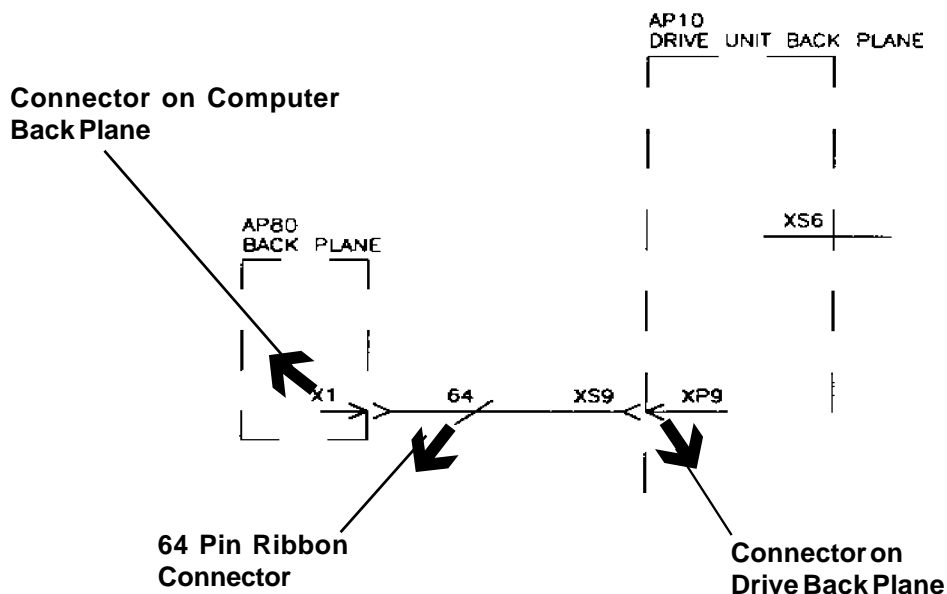 AP10
DRIVE UNIT BACK PLANE
Connector on Computer
Back Plane
XS6
AP80
BACK PLANE
X1 64 XS9 XP9
64 Pin Ribbon
Connector
Connector on
Drive Back Plane